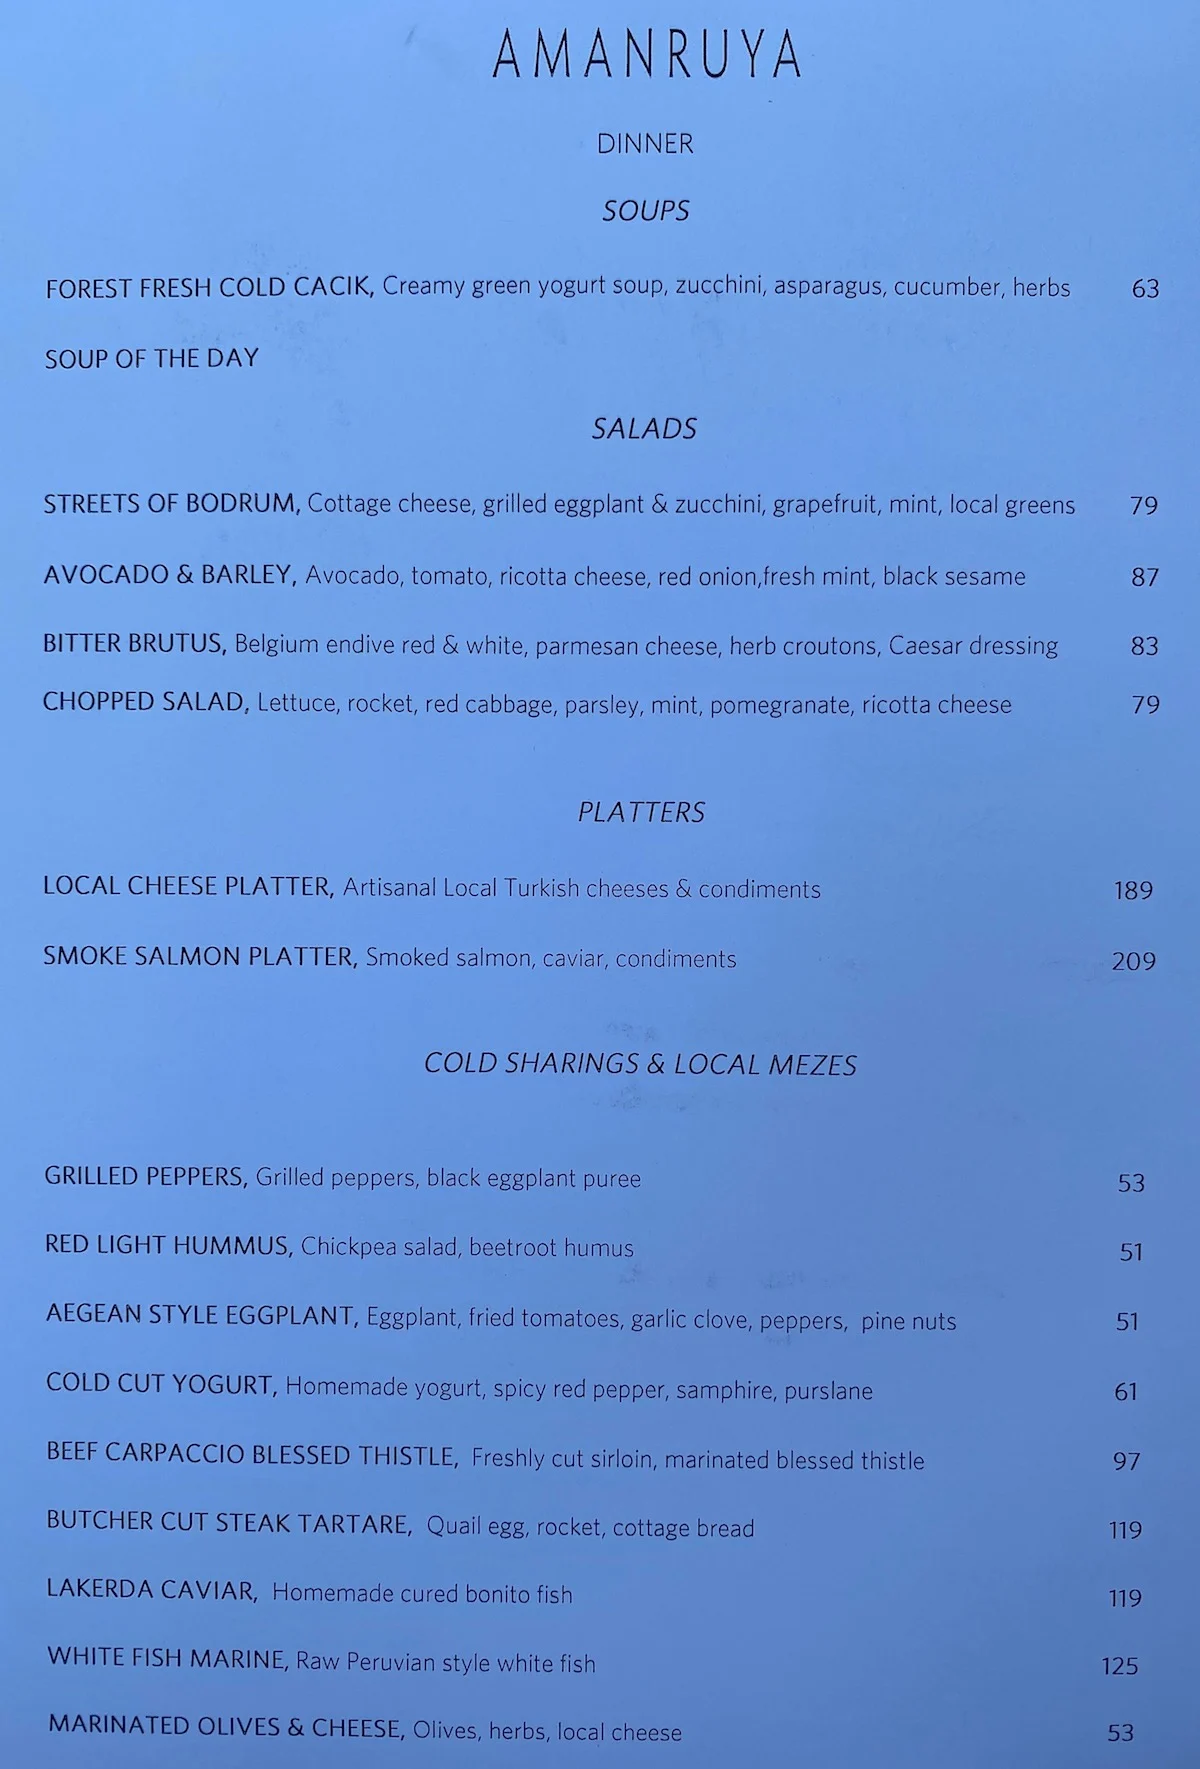 AMANRUYA
DINNER
SOUPS
FOREST FRESH COLD CACIK, Creamy green yogurt soup, zucchini, asparagus, cucumber, herbs 63
SOUP OF THE DAY
SALADS
STREETS OF BODRUM, Cottage cheese, grilled eggplant & zucchini, grapefruit, mint, local greens 79
AVOCADO & BARLEY, Avocado, tomato, ricotta cheese, red onion,fresh mint, black sesame 87
BITTER BRUTUS, Belgium endive red & white, parmesan cheese, herb croutons, Caesar dressing 83
CHOPPED SALAD, Lettuce, rocket, red cabbage, parsley, mint, pomegranate, ricotta cheese 79
PLATTERS
LOCAL CHEESE PLATTER, Artisanal Local Turkish cheeses & condiments 189
SMOKE SALMON PLATTER, Smoked salmon, caviar, condiments 209
COLD SHARINGS & LOCAL MEZES
GRILLED PEPPERS, Grilled peppers, black eggplant puree 53
RED LIGHT HUMMUS, Chickpea salad, beetroot humus 51
AEGEAN STYLE EGGPLANT, Eggplant, fried tomatoes, garlic clove, peppers, pine nuts 51
COLD CUT YOGURT, Homemade yogurt, spicy red pepper, samphire, purslane 61
BEEF CARPACCIO BLESSED THISTLE, Freshly cut sirloin, marinated blessed thistle 97
BUTCHER CUT STEAK TARTARE, Quail egg, rocket, cottage bread 119
LAKERDA CAVIAR, Homemade cured bonito fish 119
WHITE FISH MARINE, Raw Peruvian style white fish 125
MARINATED OLIVES & CHEESE, Olives, herbs, local cheese 53